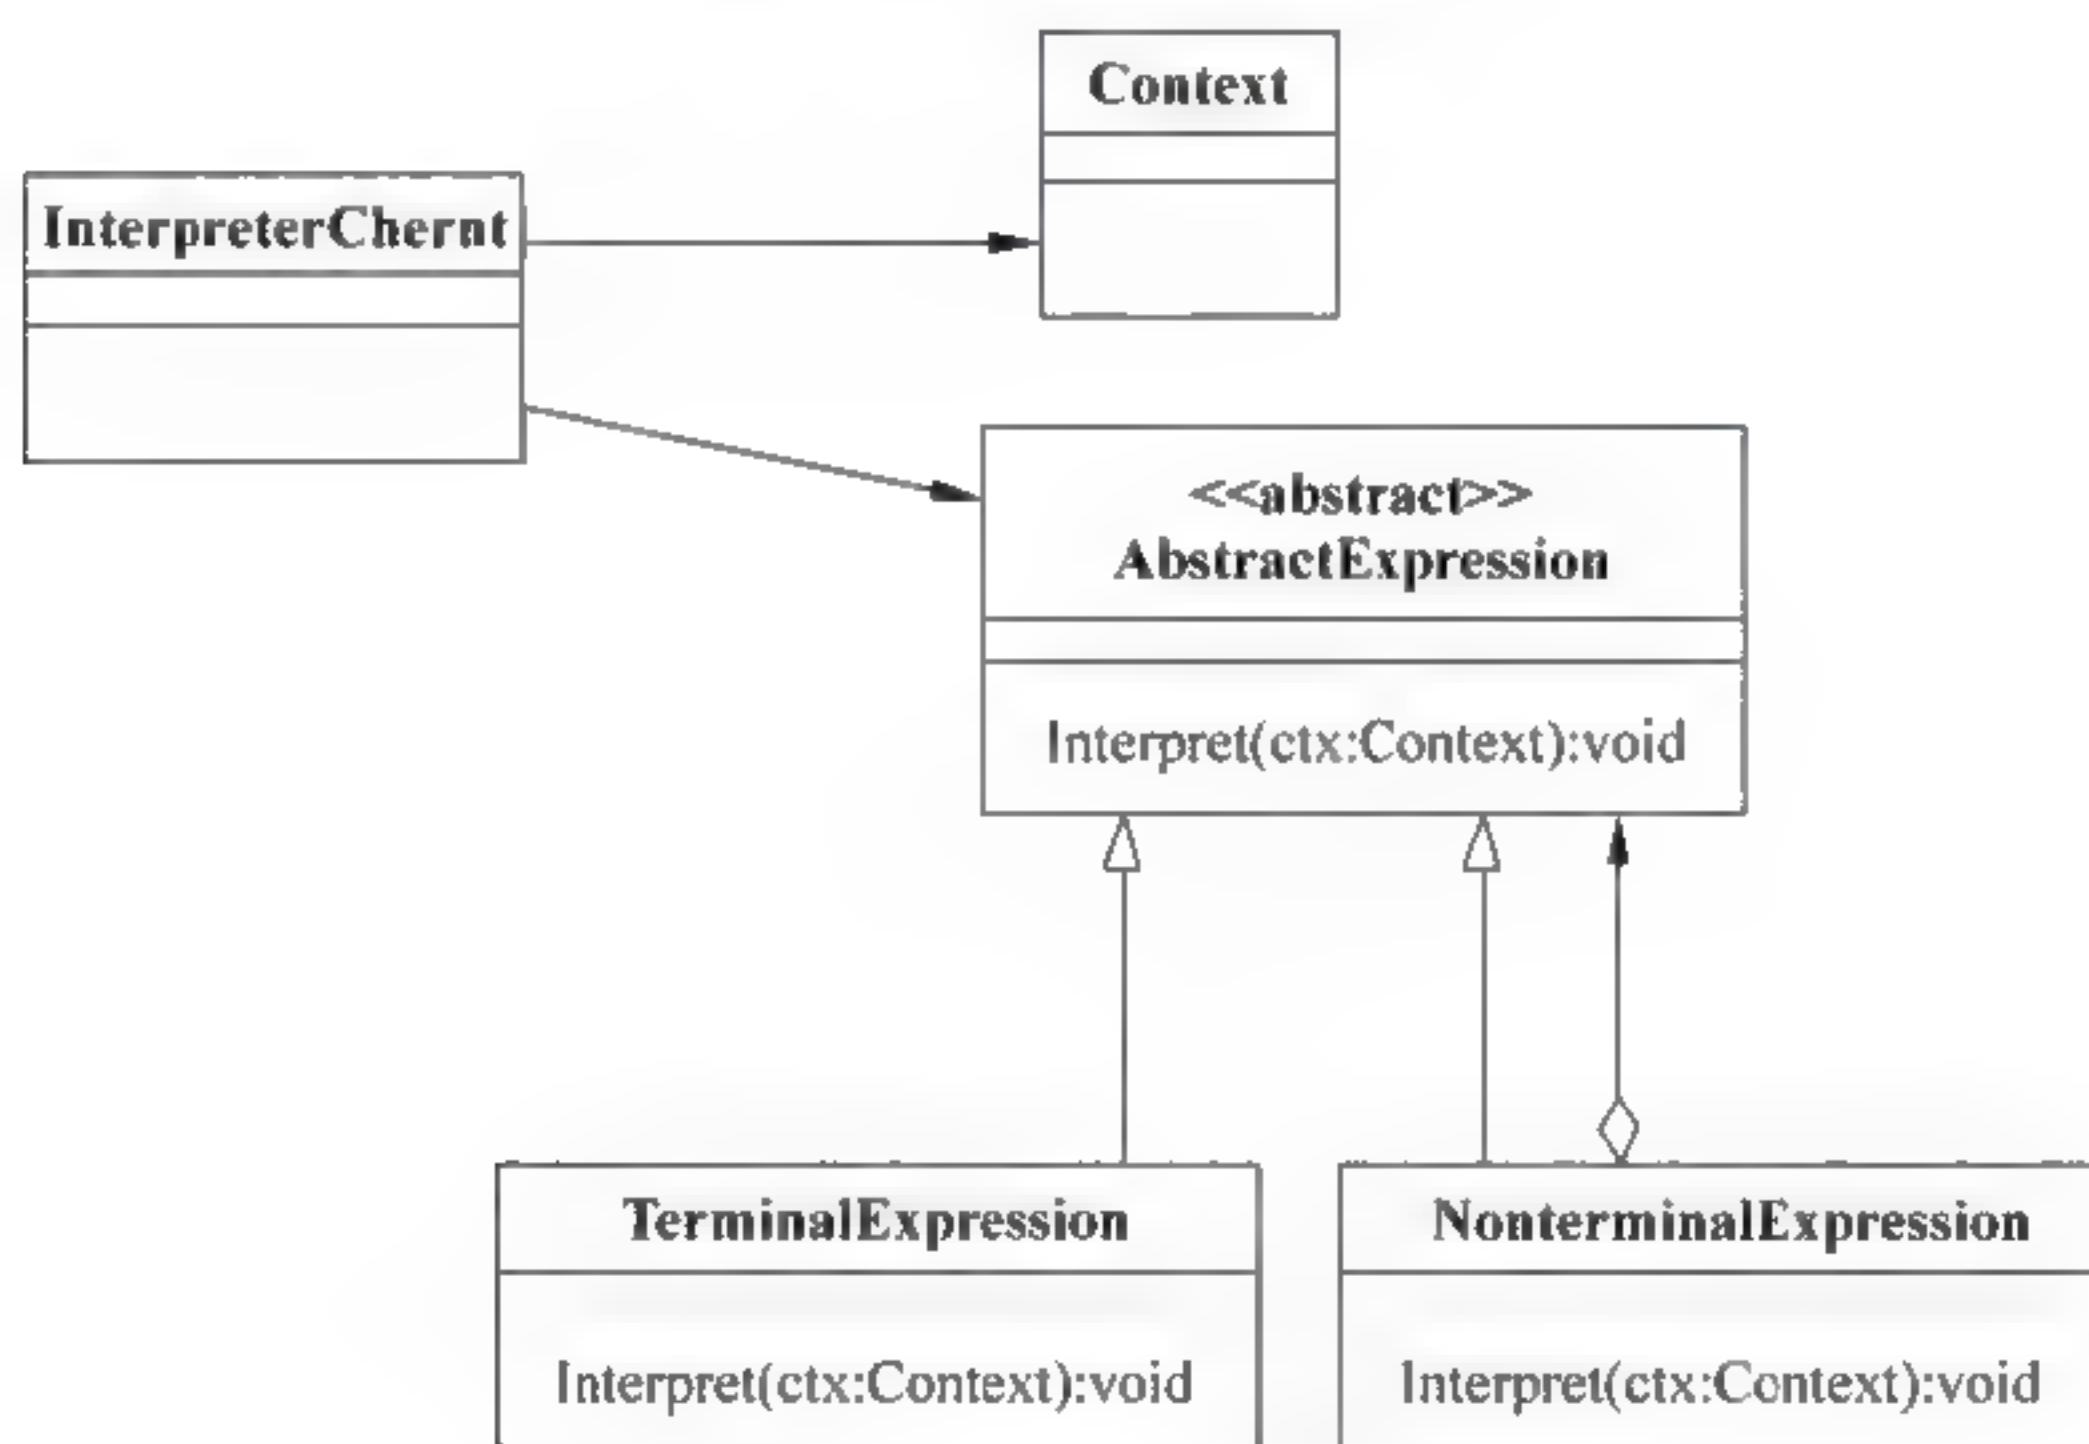 Context
InterpreterChernt
<<abstract>>
AbstractExpression
Interpret(ctx:Context):void
TerminalExpression
NonterminalExpression
Interpret(ctx:Context):void
Interpret(ctx:Context):void